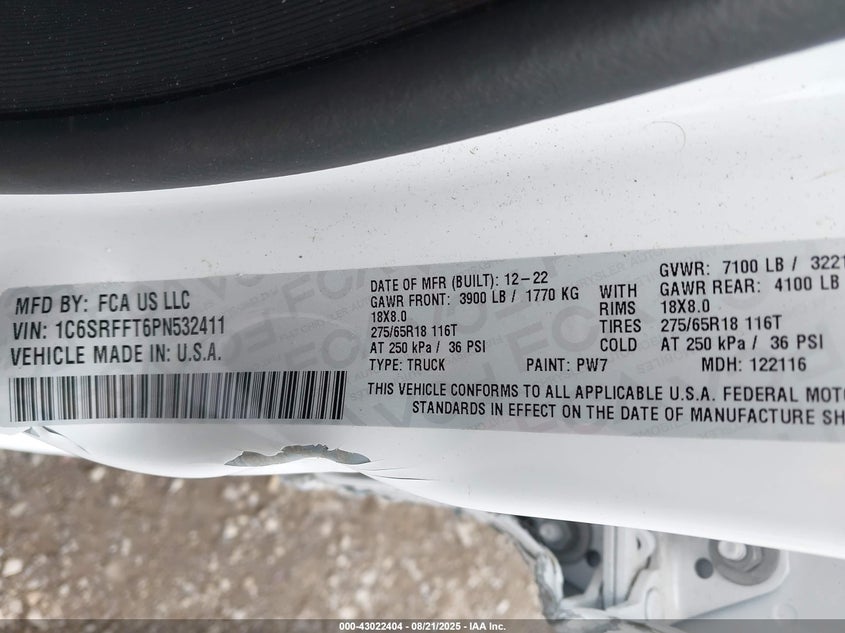 MFD BY: FCA US LLC
VIN: 1C6SRFFT6PN532411
VEHICLE MADE IN: U.S.A.
DATE OF MFR (BUILT): 12-22 GVWR: 7100 LB / 3221
GAWR FRONT: 3900 LB / 1770 KG WITH GAWR REAR: 4100 LB
18X8.0 RIMS 18X8.0
275/65R18 116T TIRES 275/65R18 116T
AT 250 kPa / 36 PSI COLD AT 250 kPa / 36 PSI
TYPE: TRUCK PAINT: PW7 MDH: 122116
THIS VEHICLE CONFORMS TO ALL APPLICABLE U.S.A. FEDERAL MOTO
STANDARDS IN EFFECT ON THE DATE OF MANUFACTURE SH
000-43022404 - 08/21/2025 - IAA Inc.